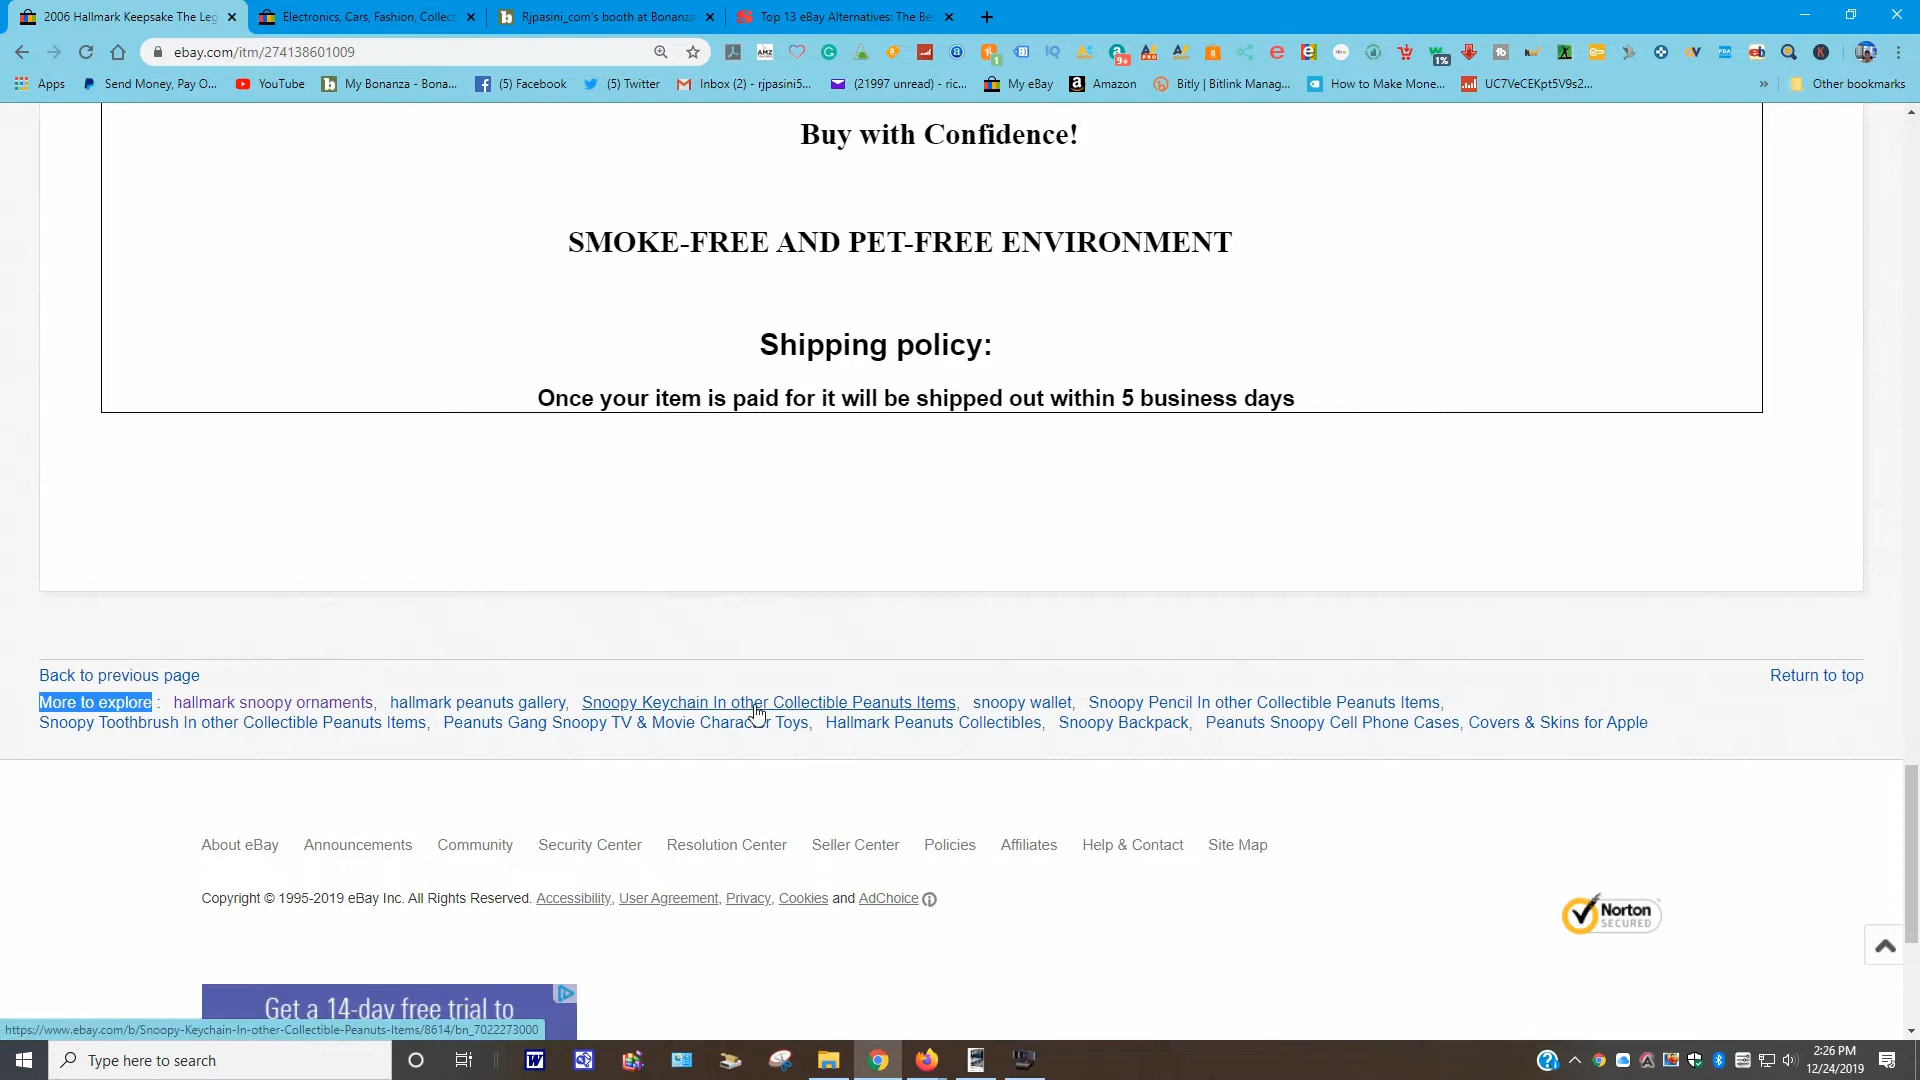 2006 Hallmark Keepsake The Leg
Electronics, Cars, Fashion, Collect
Rjpasini_com's booth at Bonanza
Top 13 eBay Alternatives: The Be
ebay.com/itm/274138601009
Apps
Send Money, Pay O...
YouTube
My Bonanza - Bona...
(5) Facebook
(5) Twitter
Inbox (2) - rjpasini5...
(21997 unread) - ric...
My eBay
Amazon
Bitly | Bitlink Manag...
How to Make Mone...
UC7VeCEKpt5V9s2...
Other bookmarks
Buy with Confidence!
SMOKE-FREE AND PET-FREE ENVIRONMENT
Shipping policy:
Once your item is paid for it will be shipped out within 5 business days
Back to previous page
Return to top
More to explore : hallmark snoopy ornaments, hallmark peanuts gallery, Snoopy Keychain In other Collectible Peanuts Items, snoopy wallet, Snoopy Pencil In other Collectible Peanuts Items,
Snoopy Toothbrush In other Collectible Peanuts Items, Peanuts Gang Snoopy TV & Movie Character Toys, Hallmark Peanuts Collectibles, Snoopy Backpack, Peanuts Snoopy Cell Phone Cases, Covers & Skins for Apple
About eBay Announcements Community Security Center Resolution Center Seller Center Policies Affiliates Help & Contact Site Map
Copyright © 1995-2019 eBay Inc. All Rights Reserved. Accessibility, User Agreement, Privacy, Cookies and AdChoice
Norton
SECURED
Get a 14-day free trial to
https://www.ebay.com/b/Snoopy-Keychain-In-other-Collectible-Peanuts-Items/8614/bn_7022273000
Type here to search
2:26 PM
12/24/2019